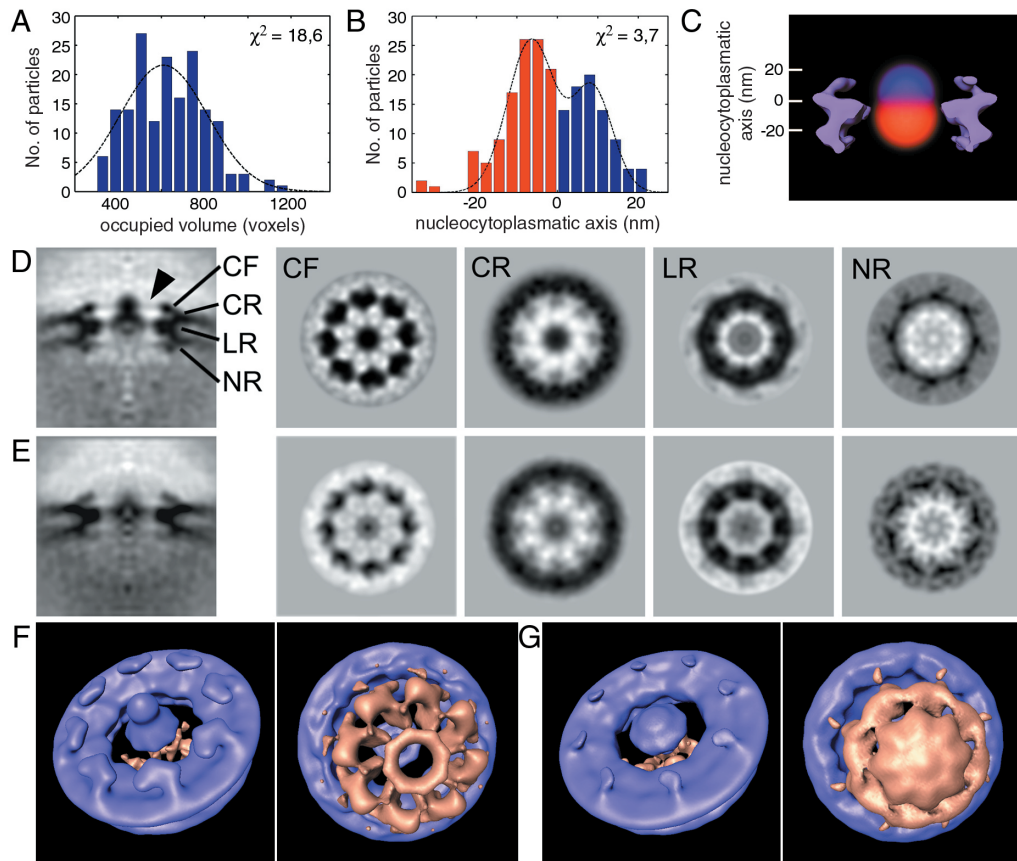 A
30
25
20
15
10
5
0
No. of particles
χ² = 18,6
400
800
1200
occupied volume (voxels)
B
30
25
20
15
10
5
0
No. of particles
χ² = 3,7
-20
0
20
nucleocytoplasmatic axis (nm)
C
nucleocytoplasmatic
axis (nm)
20
0
-20
D
CF
CR
LR
NR
CF
CR
LR
NR
E
F
G